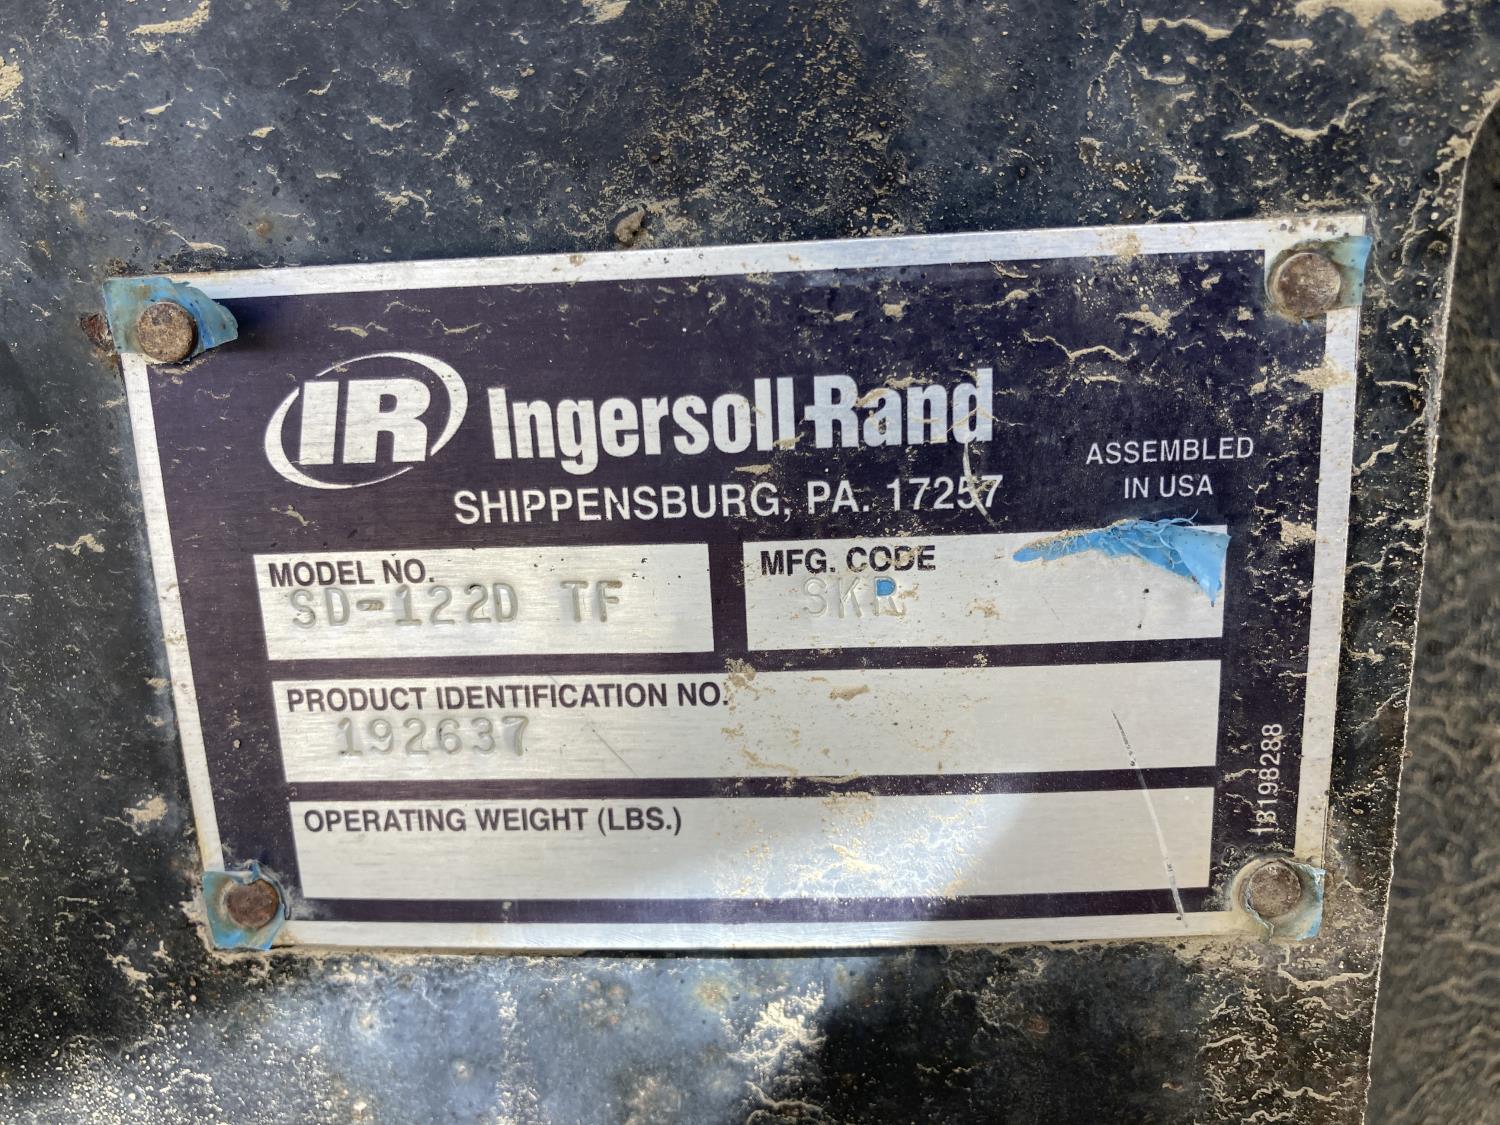 IR Ingersoll-Rand
SHIPPENSBURG, PA. 17257
ASSEMBLED
IN USA
MODEL NO.
SD-122D TF
MFG. CODE
SKR
PRODUCT IDENTIFICATION NO.
192637
OPERATING WEIGHT (LBS.)
13198288